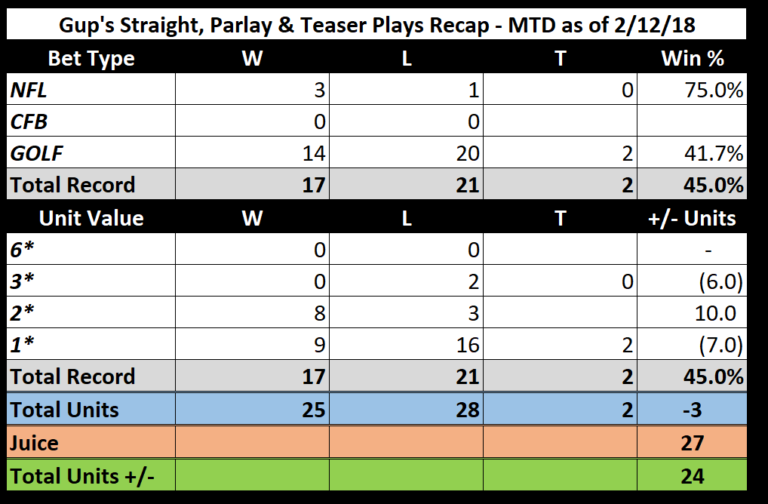 Gup's Straight, Parlay & Teaser Plays Recap - MTD as of 2/12/18
Bet Type W L T Win %
NFL 3 1 0 75.0%
CFB 0 0
GOLF 14 20 2 41.7%
Total Record 17 21 2 45.0%
Unit Value W L T +/- Units
6* 0 0 -
3* 0 2 0 (6.0)
2* 8 3 10.0
1* 9 16 2 (7.0)
Total Record 17 21 2 45.0%
Total Units 25 28 2 -3
Juice 27
Total Units +/- 24